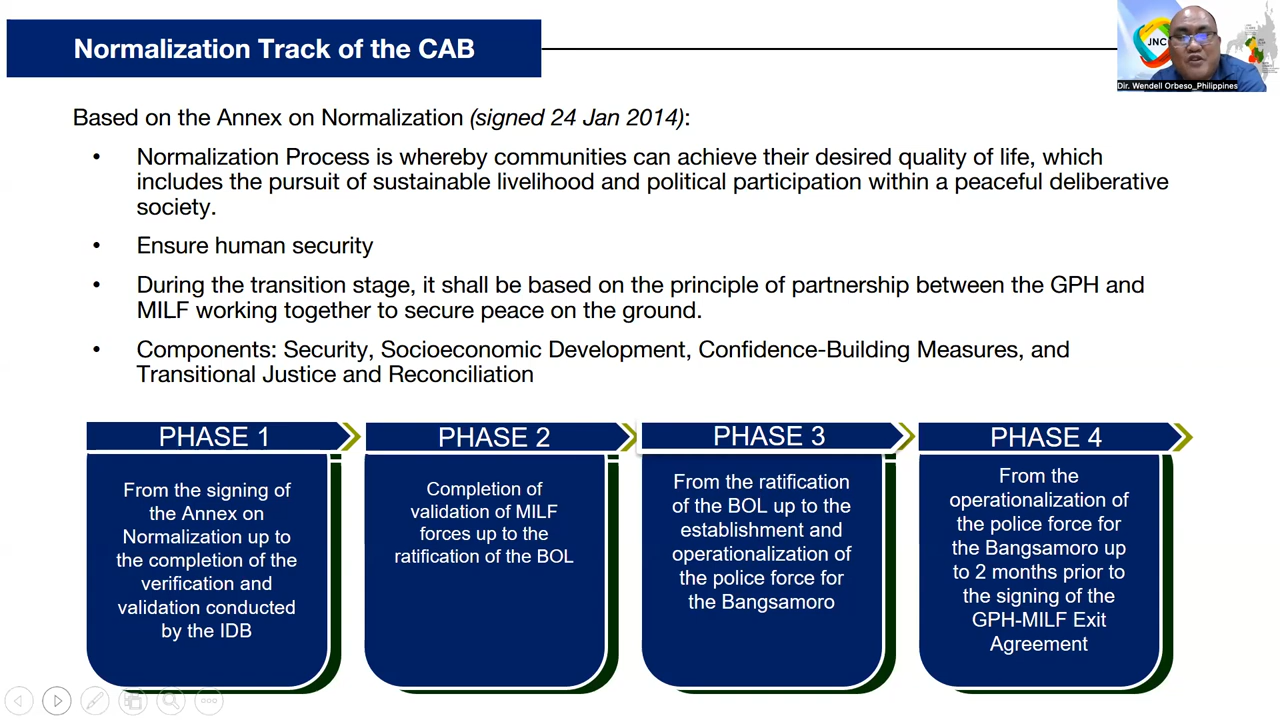 Normalization Track of the CAB
JNC
Dir. Wendell Orbeso_Philippines
Based on the Annex on Normalization (signed 24 Jan 2014):
• Normalization Process is whereby communities can achieve their desired quality of life, which
includes the pursuit of sustainable livelihood and political participation within a peaceful deliberative
society.
• Ensure human security
• During the transition stage, it shall be based on the principle of partnership between the GPH and
MILF working together to secure peace on the ground.
• Components: Security, Socioeconomic Development, Confidence-Building Measures, and
Transitional Justice and Reconciliation
PHASE 1
From the signing of
the Annex on
Normalization up to
the completion of the
verification and
validation conducted
by the IDB
PHASE 2
Completion of
validation of MILF
forces up to the
ratification of the BOL
PHASE 3
From the ratification
of the BOL up to the
establishment and
operationalization of
the police force for
the Bangsamoro
PHASE 4
From the
operationalization of
the police force for
the Bangsamoro up
to 2 months prior to
the signing of the
GPH-MILF Exit
Agreement